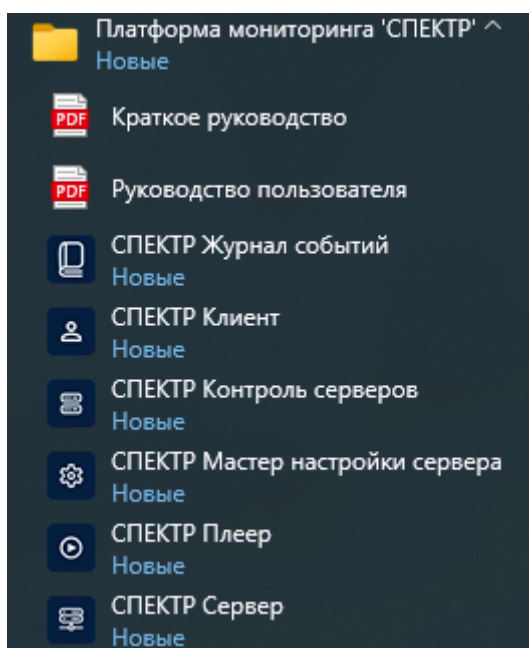 Платформа мониторинга 'СПЕКТР'
Новые
PDF
Краткое руководство
PDF
Руководство пользователя
СПЕКТР Журнал событий
Новые
СПЕКТР Клиент
Новые
СПЕКТР Контроль серверов
Новые
СПЕКТР Мастер настройки сервера
Новые
СПЕКТР Плеер
Новые
СПЕКТР Сервер
Новые